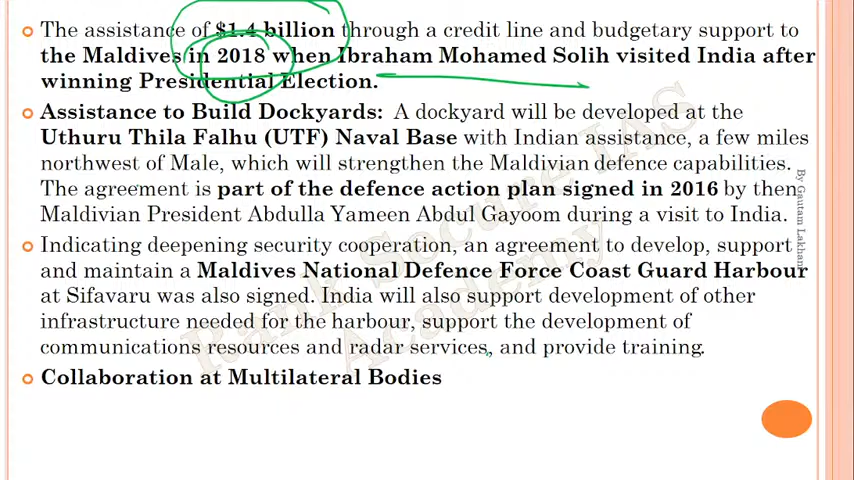 The assistance of $1.4 billion through a credit line and budgetary support to
the Maldives in 2018 when Ibraham Mohamed Solih visited India after
winning Presidential Election.
Assistance to Build Dockyards: A dockyard will be developed at the
Uthuru Thila Falhu (UTF) Naval Base with Indian assistance, a few miles
northwest of Male, which will strengthen the Maldivian defence capabilities.
The agreement is part of the defence action plan signed in 2016 by then
Maldivian President Abdulla Yameen Abdul Gayoom during a visit to India.
Indicating deepening security cooperation, an agreement to develop, support
and maintain a Maldives National Defence Force Coast Guard Harbour
at Sifavaru was also signed. India will also support development of other
infrastructure needed for the harbour, support the development of
communications resources and radar services, and provide training.
Collaboration at Multilateral Bodies
By Gautam Lakhani
Rank Secure IAS
Academy